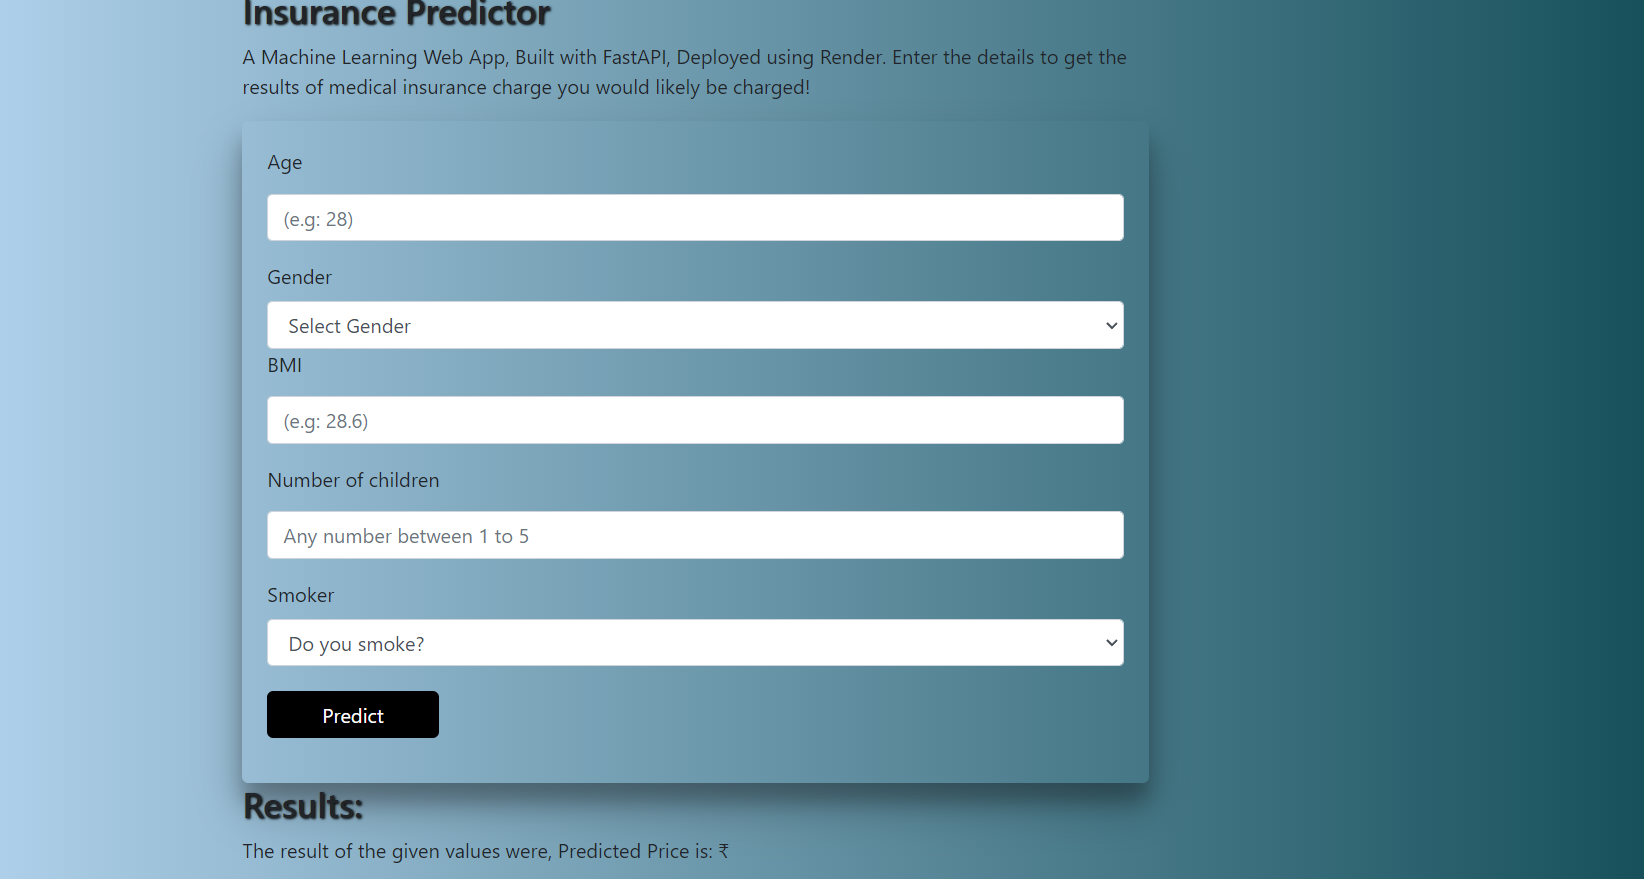 Insurance Predictor
A Machine Learning Web App, Built with FastAPI, Deployed using Render. Enter the details to get the
results of medical insurance charge you would likely be charged!
Age
(e.g: 28)
Gender
Select Gender
BMI
(e.g: 28.6)
Number of children
Any number between 1 to 5
Smoker
Do you smoke?
Predict
Results:
The result of the given values were, Predicted Price is: ₹